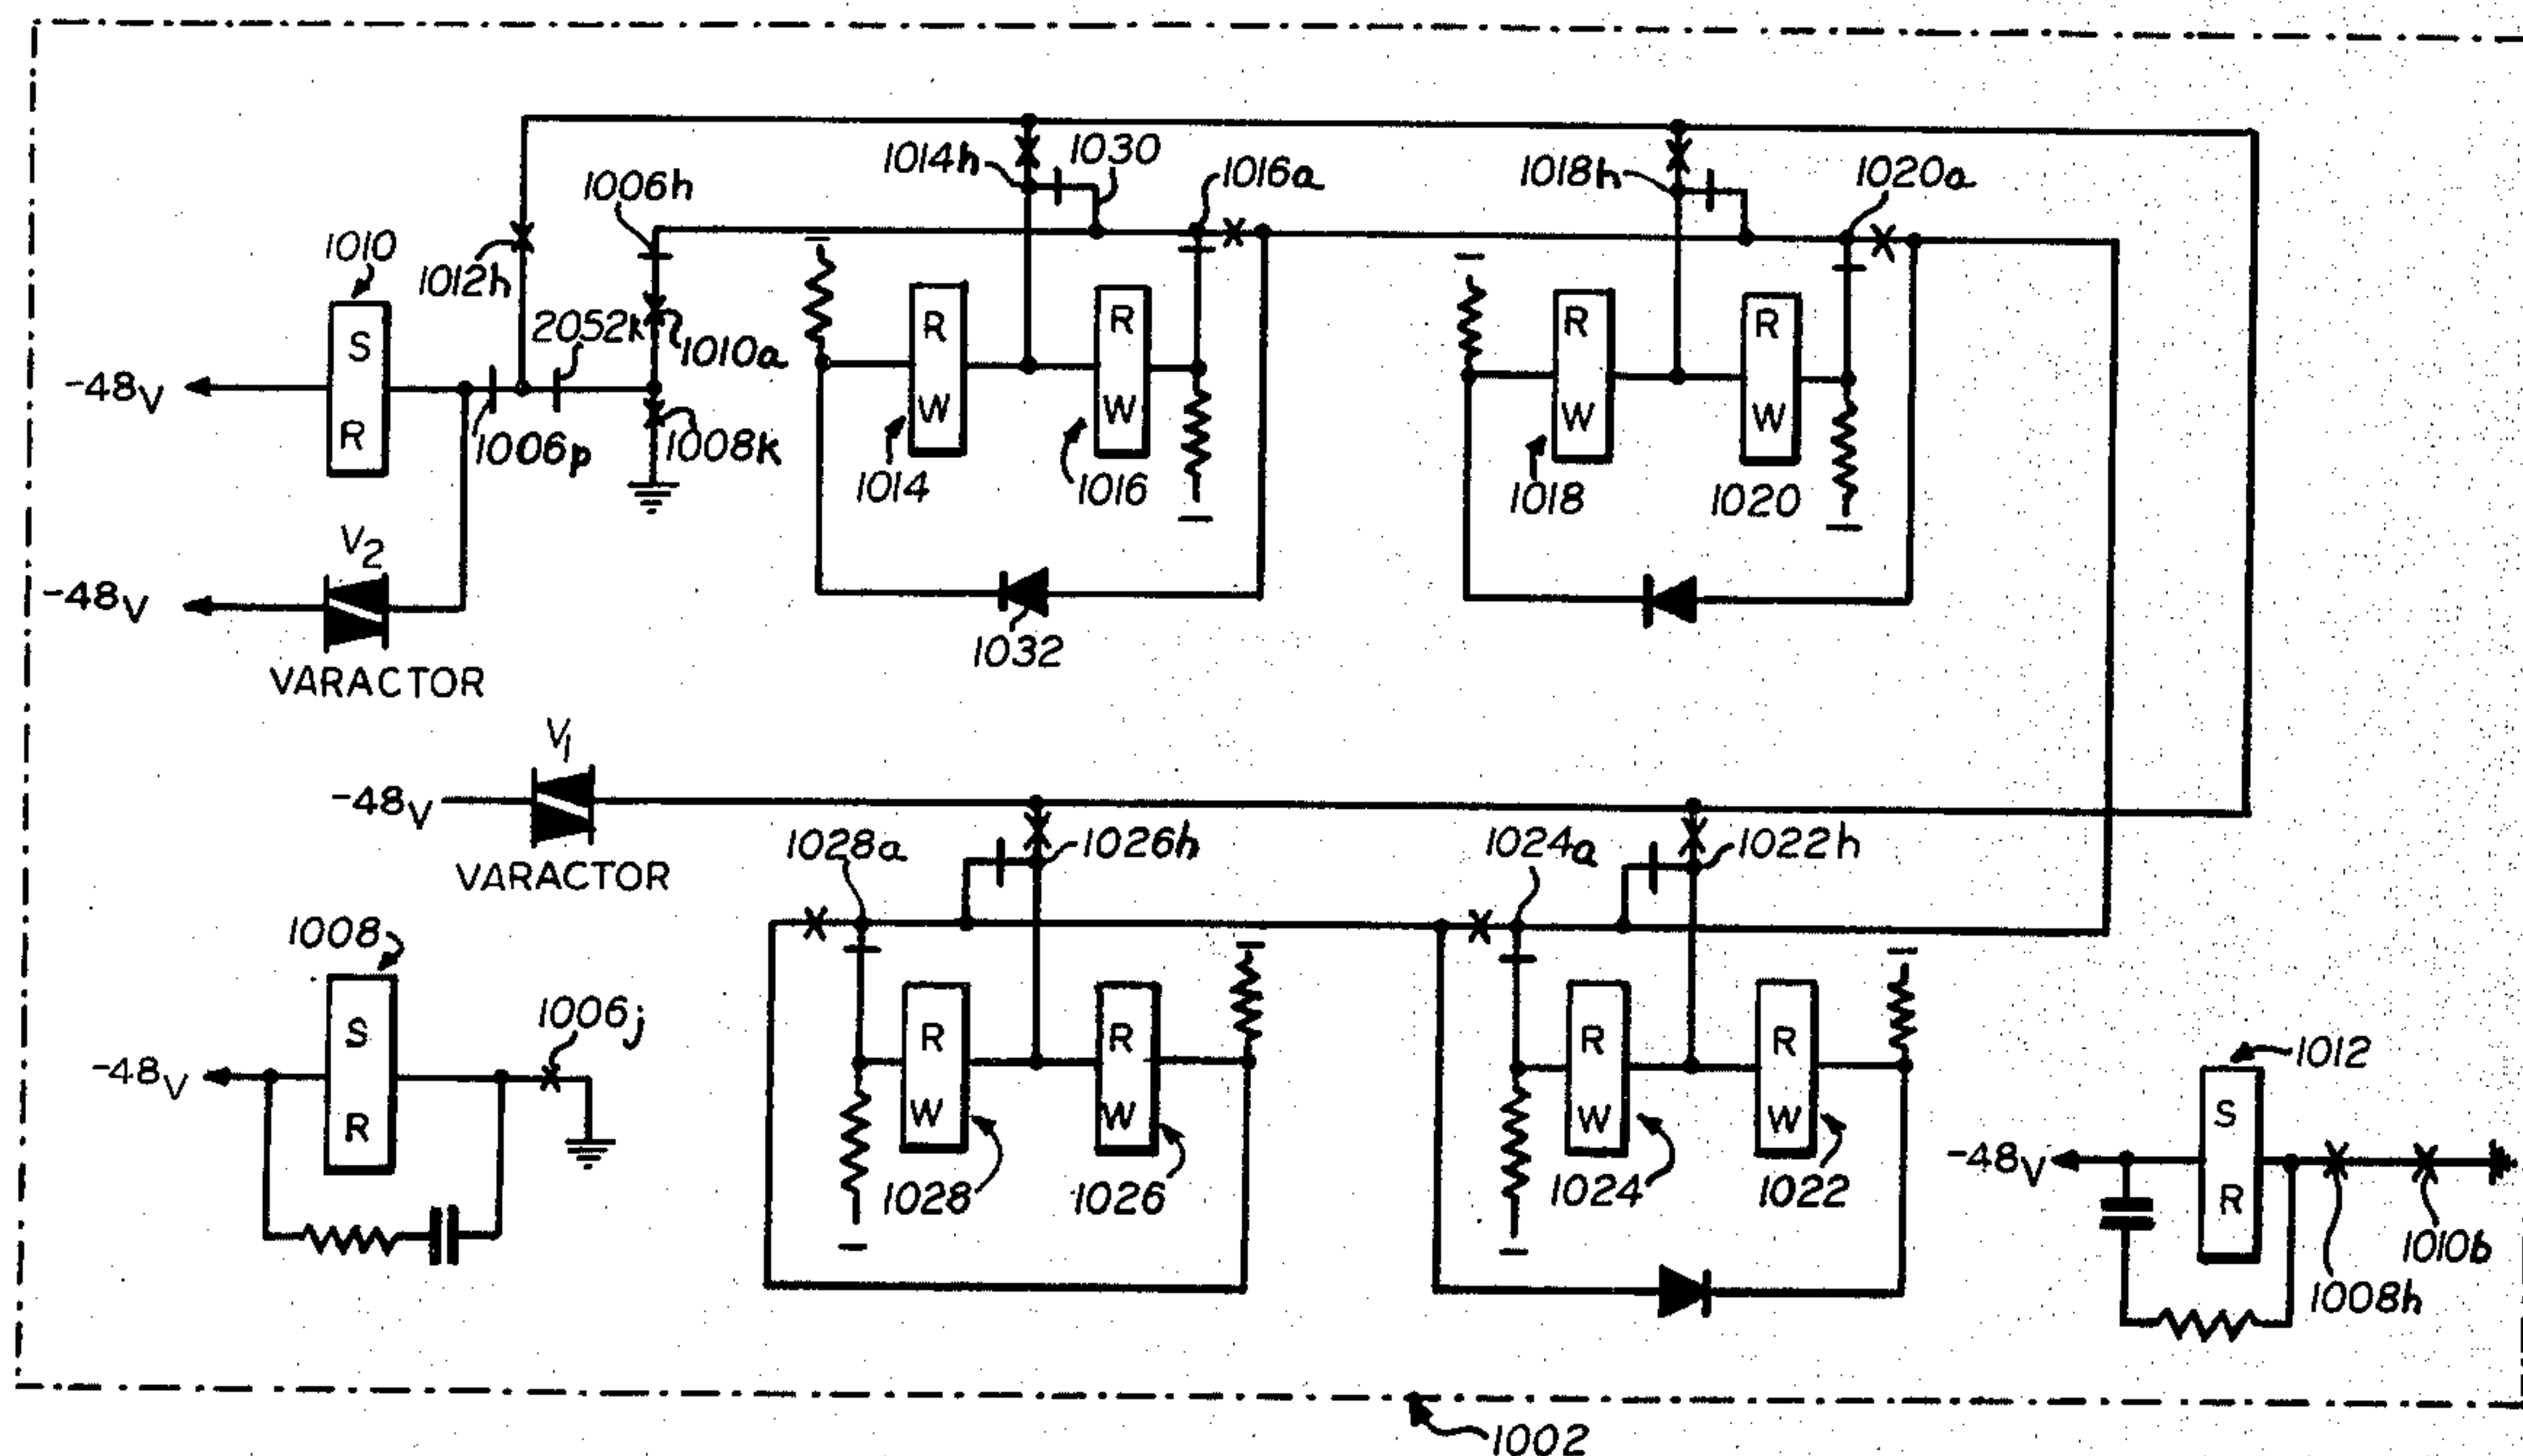 1014h
1030
1016a
1018h
1020a
1006h
1010
1012h
2052k
1010a
S
R
-48V
1006p
1008k
R
W
R
W
1014
1016
R
W
R
W
1018
1020
V2
-48V
VARACTOR
1032
V1
-48V
VARACTOR
1028a
1026h
1024a
1022h
1008
S
R
-48V
1006j
R
W
R
W
1028
1026
R
W
R
W
1024
1022
1012
S
R
-48V
1010b
1008h
1002